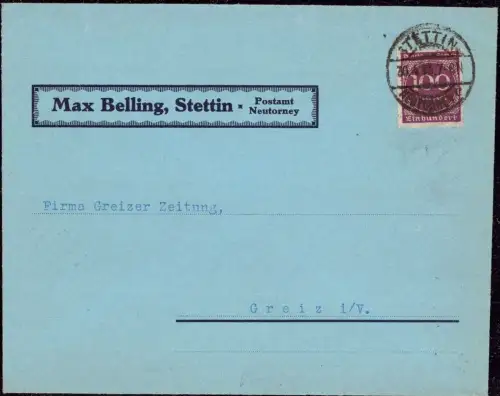 STETTIN
100
Einhundert
Max Belling, Stettin * Postamt Neutorney
Firma Greizer Zeitung,
Greiz i/V.